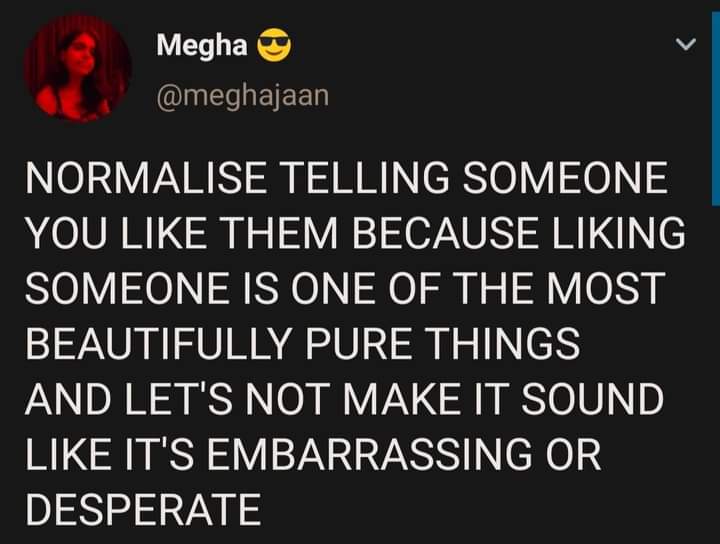 Megha 😎
@meghajaan
NORMALISE TELLING SOMEONE
YOU LIKE THEM BECAUSE LIKING
SOMEONE IS ONE OF THE MOST
BEAUTIFULLY PURE THINGS
AND LET'S NOT MAKE IT SOUND
LIKE IT'S EMBARRASSING OR
DESPERATE